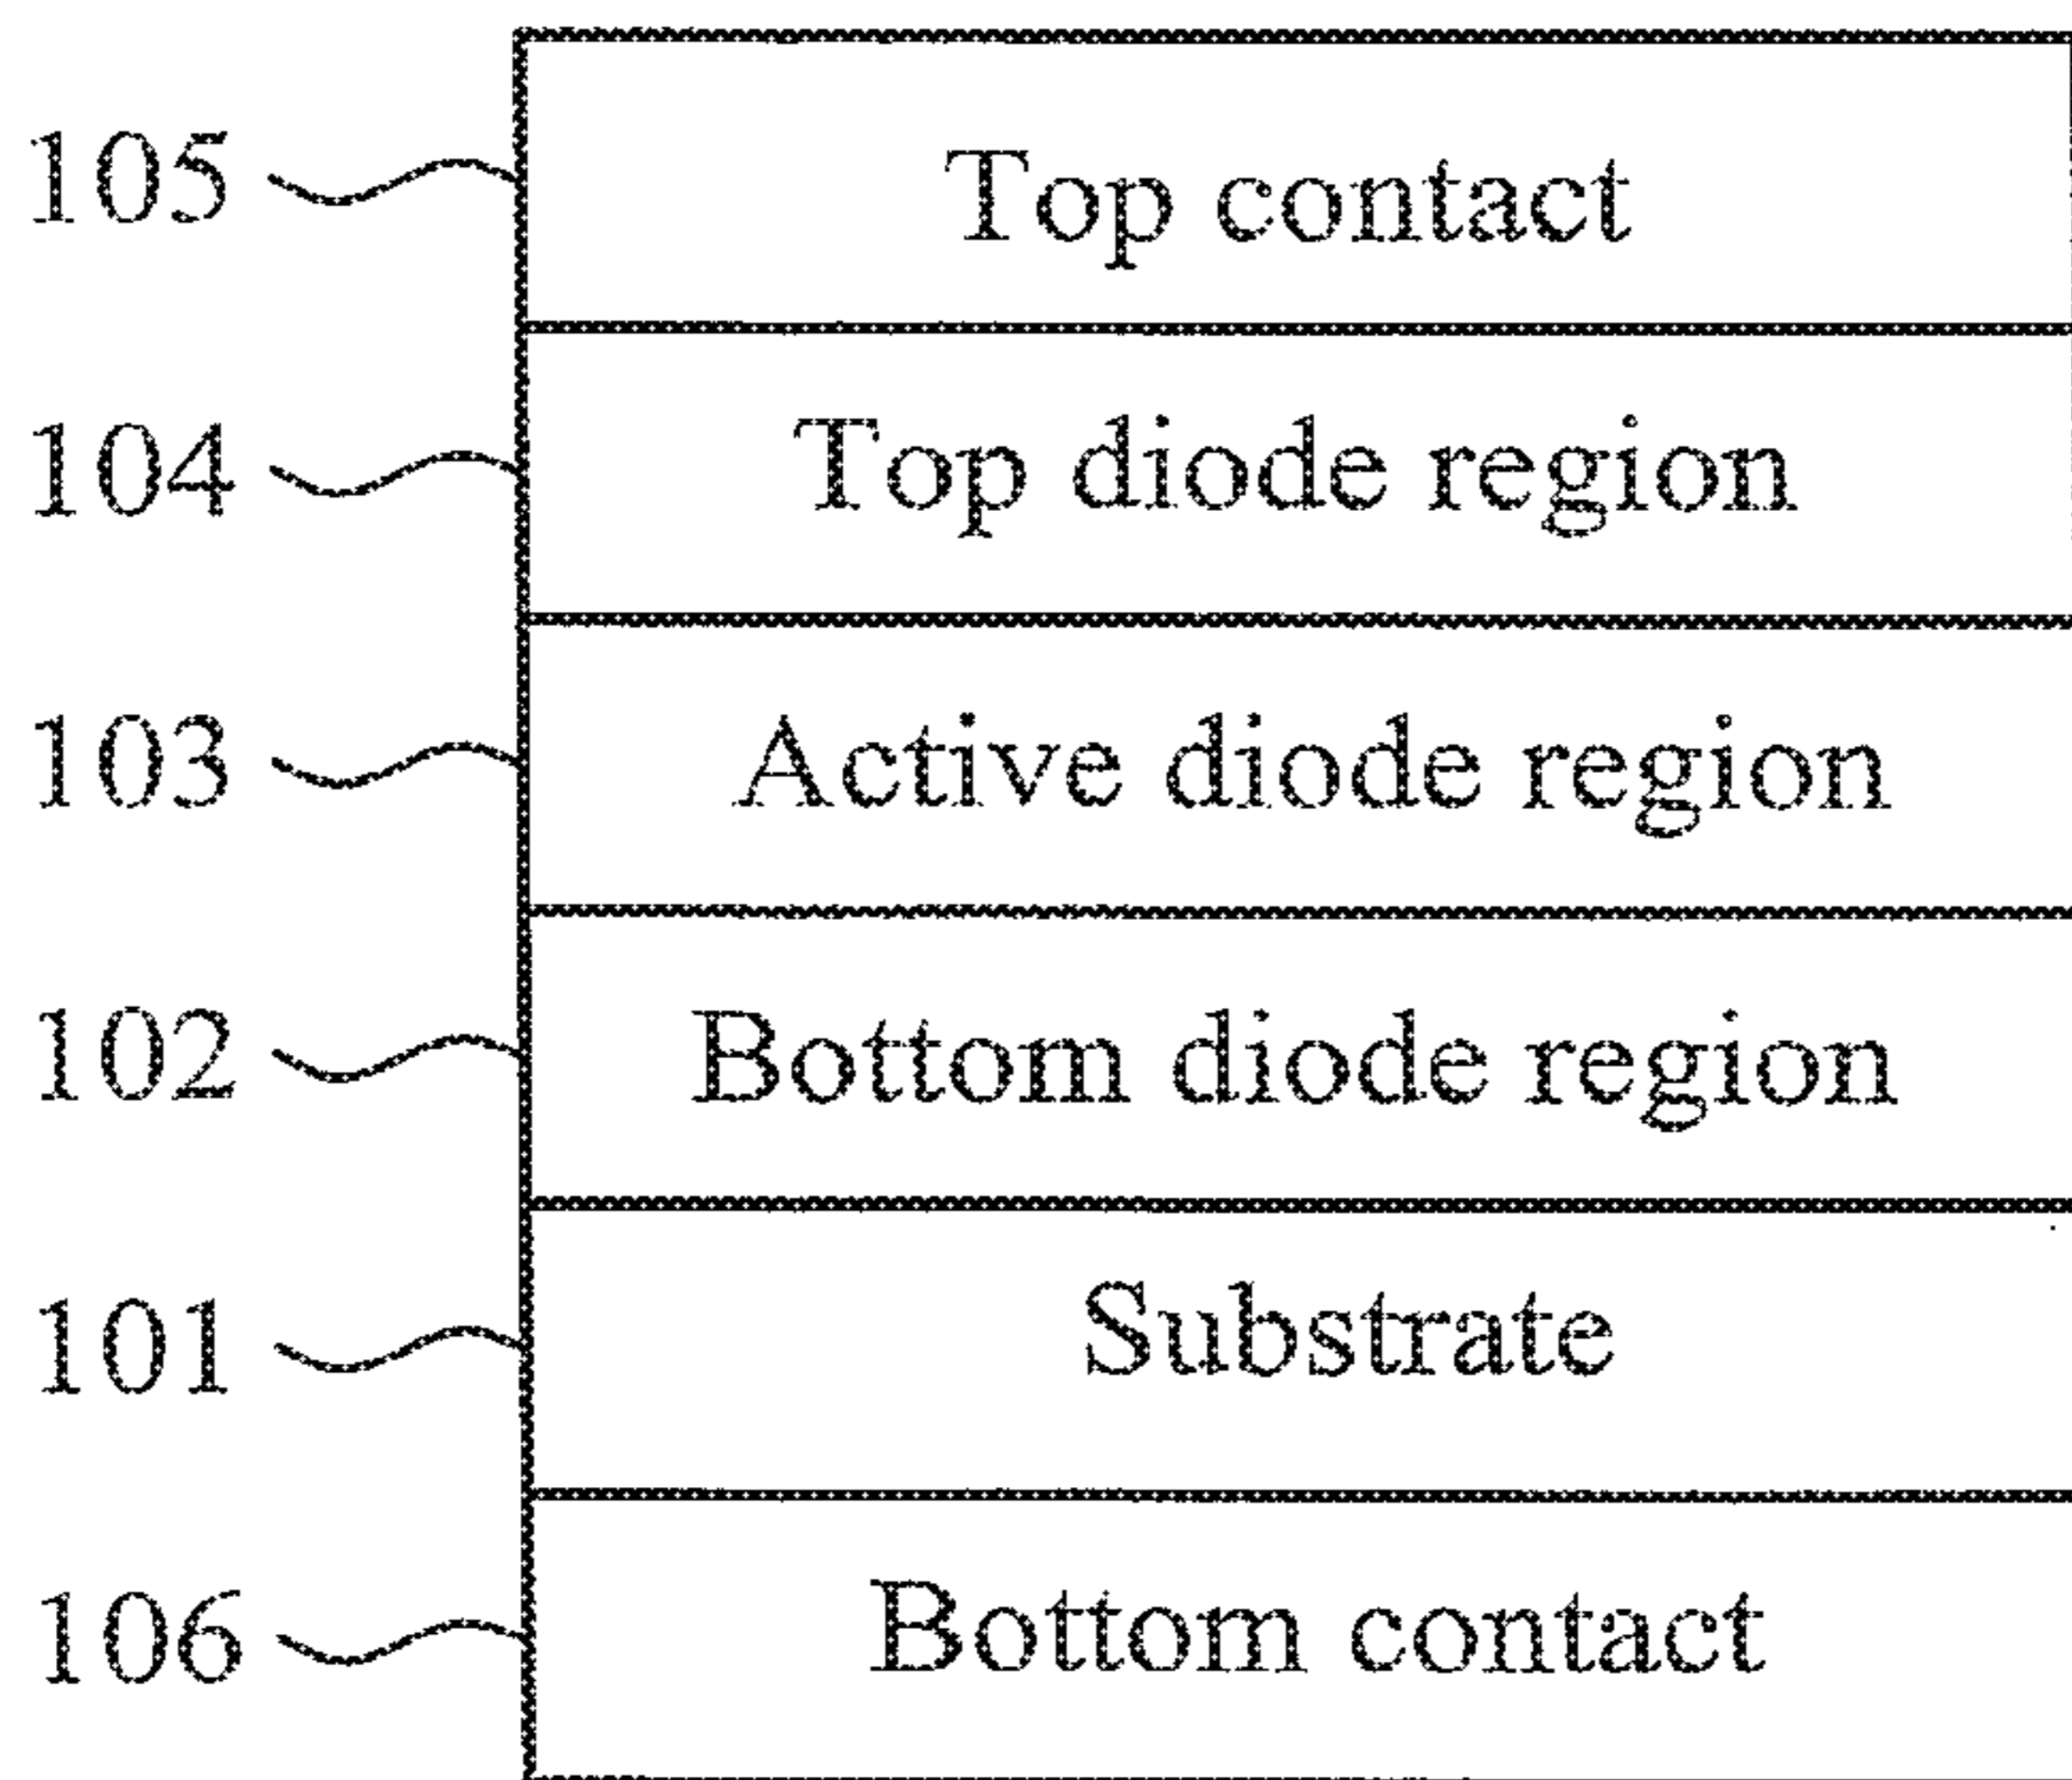 105 Top contact
104 Top diode region
103 Active diode region
102 Bottom diode region
101 Substrate
106 Bottom contact